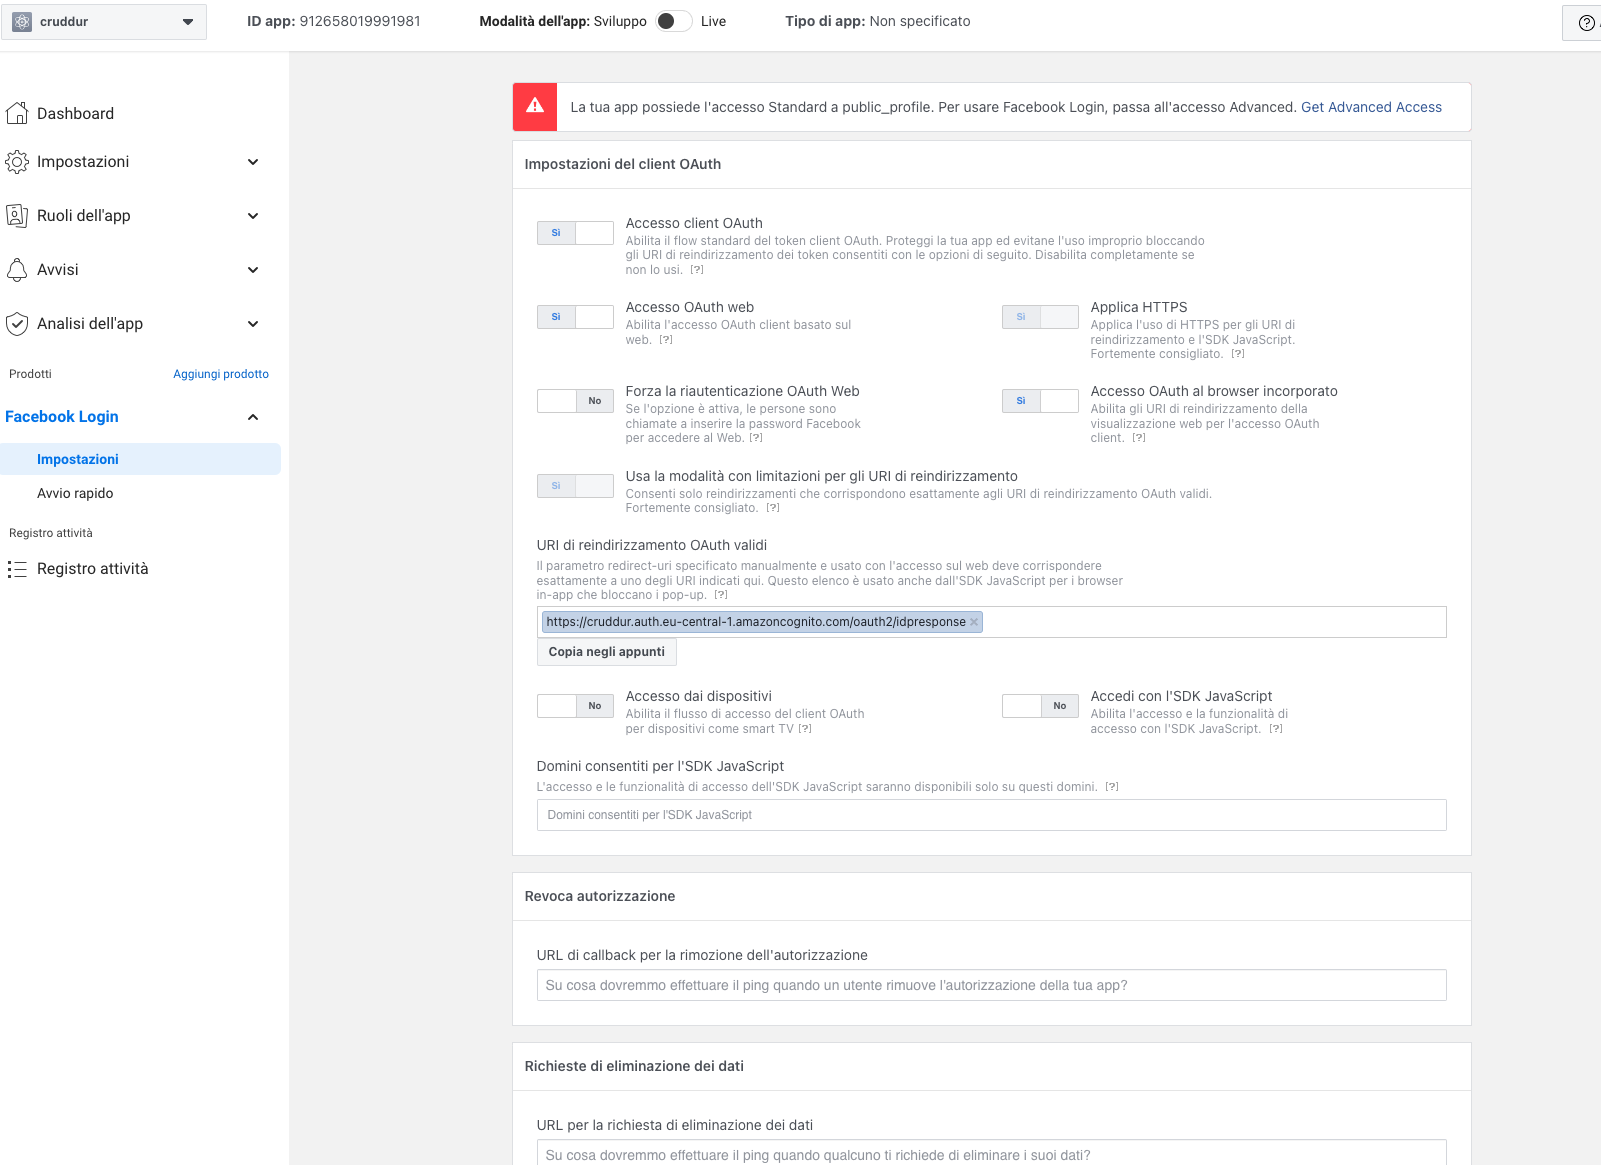 cruddur
ID app: 912658019991981
Modalità dell'app: Sviluppo
Live
Tipo di app: Non specificato
Dashboard
Impostazioni
Ruoli dell'app
Avvisi
Analisi dell'app
Prodotti
Aggiungi prodotto
Facebook Login
Impostazioni
Avvio rapido
Registro attività
Registro attività
La tua app possiede l'accesso Standard a public_profile. Per usare Facebook Login, passa all'accesso Advanced. Get Advanced Access
Impostazioni del client OAuth
Sì
Accesso client OAuth
Abilita il flow standard del token client OAuth. Proteggi la tua app ed evitane l'uso improprio bloccando
gli URI di reindirizzamento dei token consentiti con le opzioni di seguito. Disabilita completamente se
non lo usi. [?]
Sì
Accesso OAuth web
Abilita l'accesso OAuth client basato sul
web. [?]
Sì
Applica HTTPS
Applica l'uso di HTTPS per gli URI di
reindirizzamento e l'SDK JavaScript.
Fortemente consigliato. [?]
No
Forza la riautenticazione OAuth Web
Se l'opzione è attiva, le persone sono
chiamate a inserire la password Facebook
per accedere al Web. [?]
Sì
Accesso OAuth al browser incorporato
Abilita gli URI di reindirizzamento della
visualizzazione web per l'accesso OAuth
client. [?]
Sì
Usa la modalità con limitazioni per gli URI di reindirizzamento
Consenti solo reindirizzamenti che corrispondono esattamente agli URI di reindirizzamento OAuth validi.
Fortemente consigliato. [?]
URI di reindirizzamento OAuth validi
Il parametro redirect-uri specificato manualmente e usato con l'accesso sul web deve corrispondere
esattamente a uno degli URI indicati qui. Questo elenco è usato anche dall'SDK JavaScript per i browser
in-app che bloccano i pop-up. [?]
https://cruddur.auth.eu-central-1.amazoncognito.com/oauth2/idpresponse
Copia negli appunti
No
Accesso dai dispositivi
Abilita il flusso di accesso del client OAuth
per dispositivi come smart TV [?]
No
Accedi con l'SDK JavaScript
Abilita l'accesso e la funzionalità di
accesso con l'SDK JavaScript. [?]
Domini consentiti per l'SDK JavaScript
L'accesso e le funzionalità di accesso dell'SDK JavaScript saranno disponibili solo su questi domini. [?]
Domini consentiti per l'SDK JavaScript
Revoca autorizzazione
URL di callback per la rimozione dell'autorizzazione
Su cosa dovremmo effettuare il ping quando un utente rimuove l'autorizzazione della tua app?
Richieste di eliminazione dei dati
URL per la richiesta di eliminazione dei dati
Su cosa dovremmo effettuare il ping quando qualcuno ti richiede di eliminare i suoi dati?